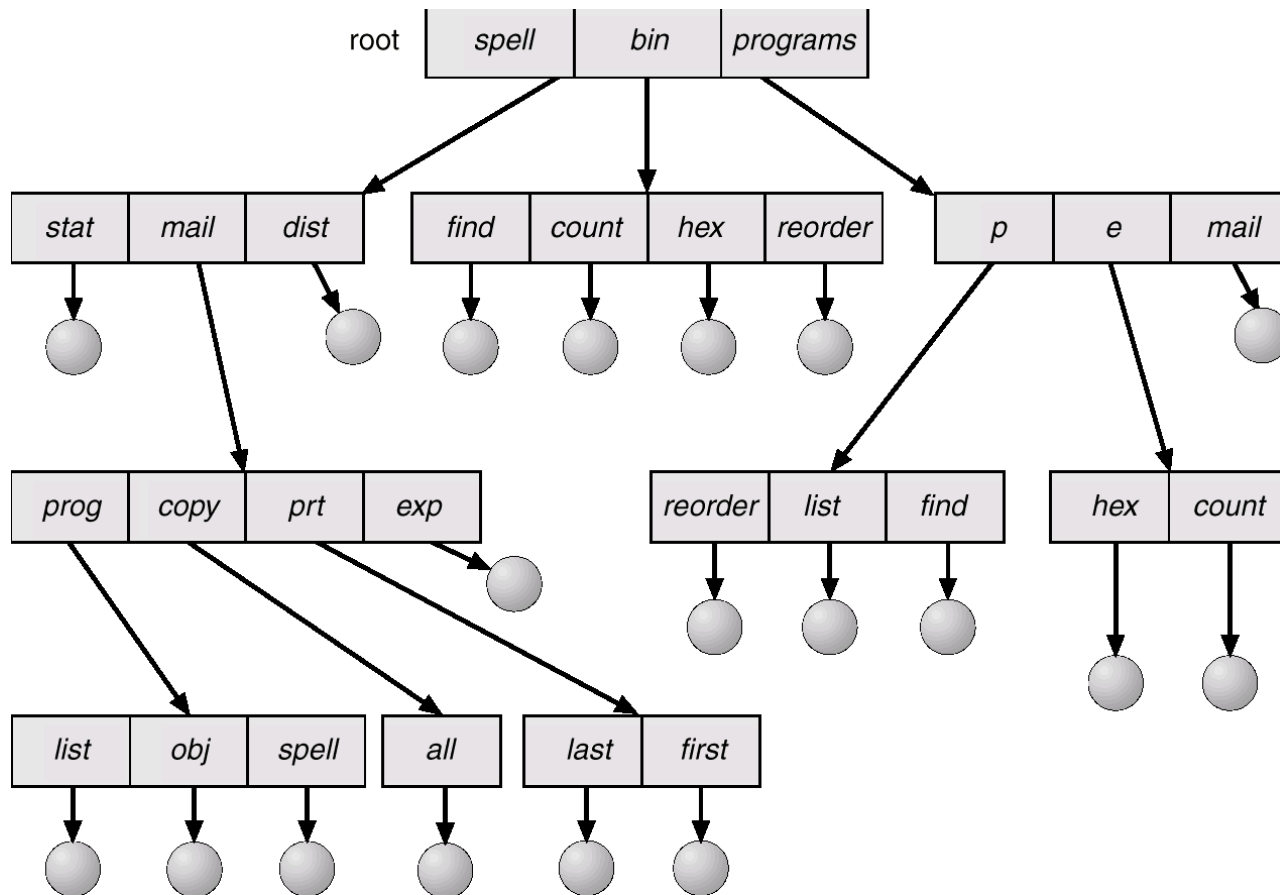 root spell bin programs
stat mail dist find count hex reorder p e mail
prog copy prt exp reorder list find hex count
list obj spell all last first